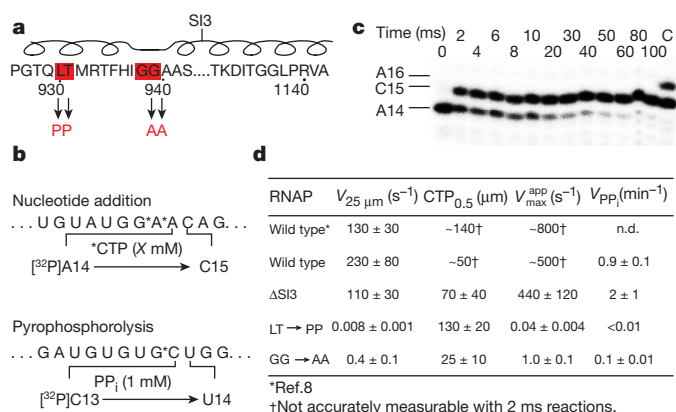 a
SI3
PGTQLTMRTFHIGGAAS....TKDITGGLPRVA
930 940 1140
PP AA
b
Nucleotide addition
. . . U G U A U G G*A*A C A G. . .
*CTP (X mM)
[³²P]A14 C15
Pyrophosphorolysis
. . . G A U G U G U G*C U G G. . .
PPi (1 mM)
[³²P]C13 U14
c
Time (ms) 2 6 10 20 40 60 80 C
0 4 8 12 30 50 100
A16
C15
A14
d
RNAP V25 μm (s⁻¹) CTP0.5 (μm) Vmax^app (s⁻¹) VPPi (min⁻¹)
Wild type* 130 ± 30 ~140† ~800† n.d.
Wild type 230 ± 80 ~50† ~500† 0.9 ± 0.1
ΔSI3 110 ± 30 70 ± 40 440 ± 120 2 ± 1
LT → PP 0.008 ± 0.001 130 ± 20 0.04 ± 0.004 <0.01
GG → AA 0.4 ± 0.1 25 ± 10 1.0 ± 0.1 0.1 ± 0.01
*Ref.8
†Not accurately measurable with 2 ms reactions.